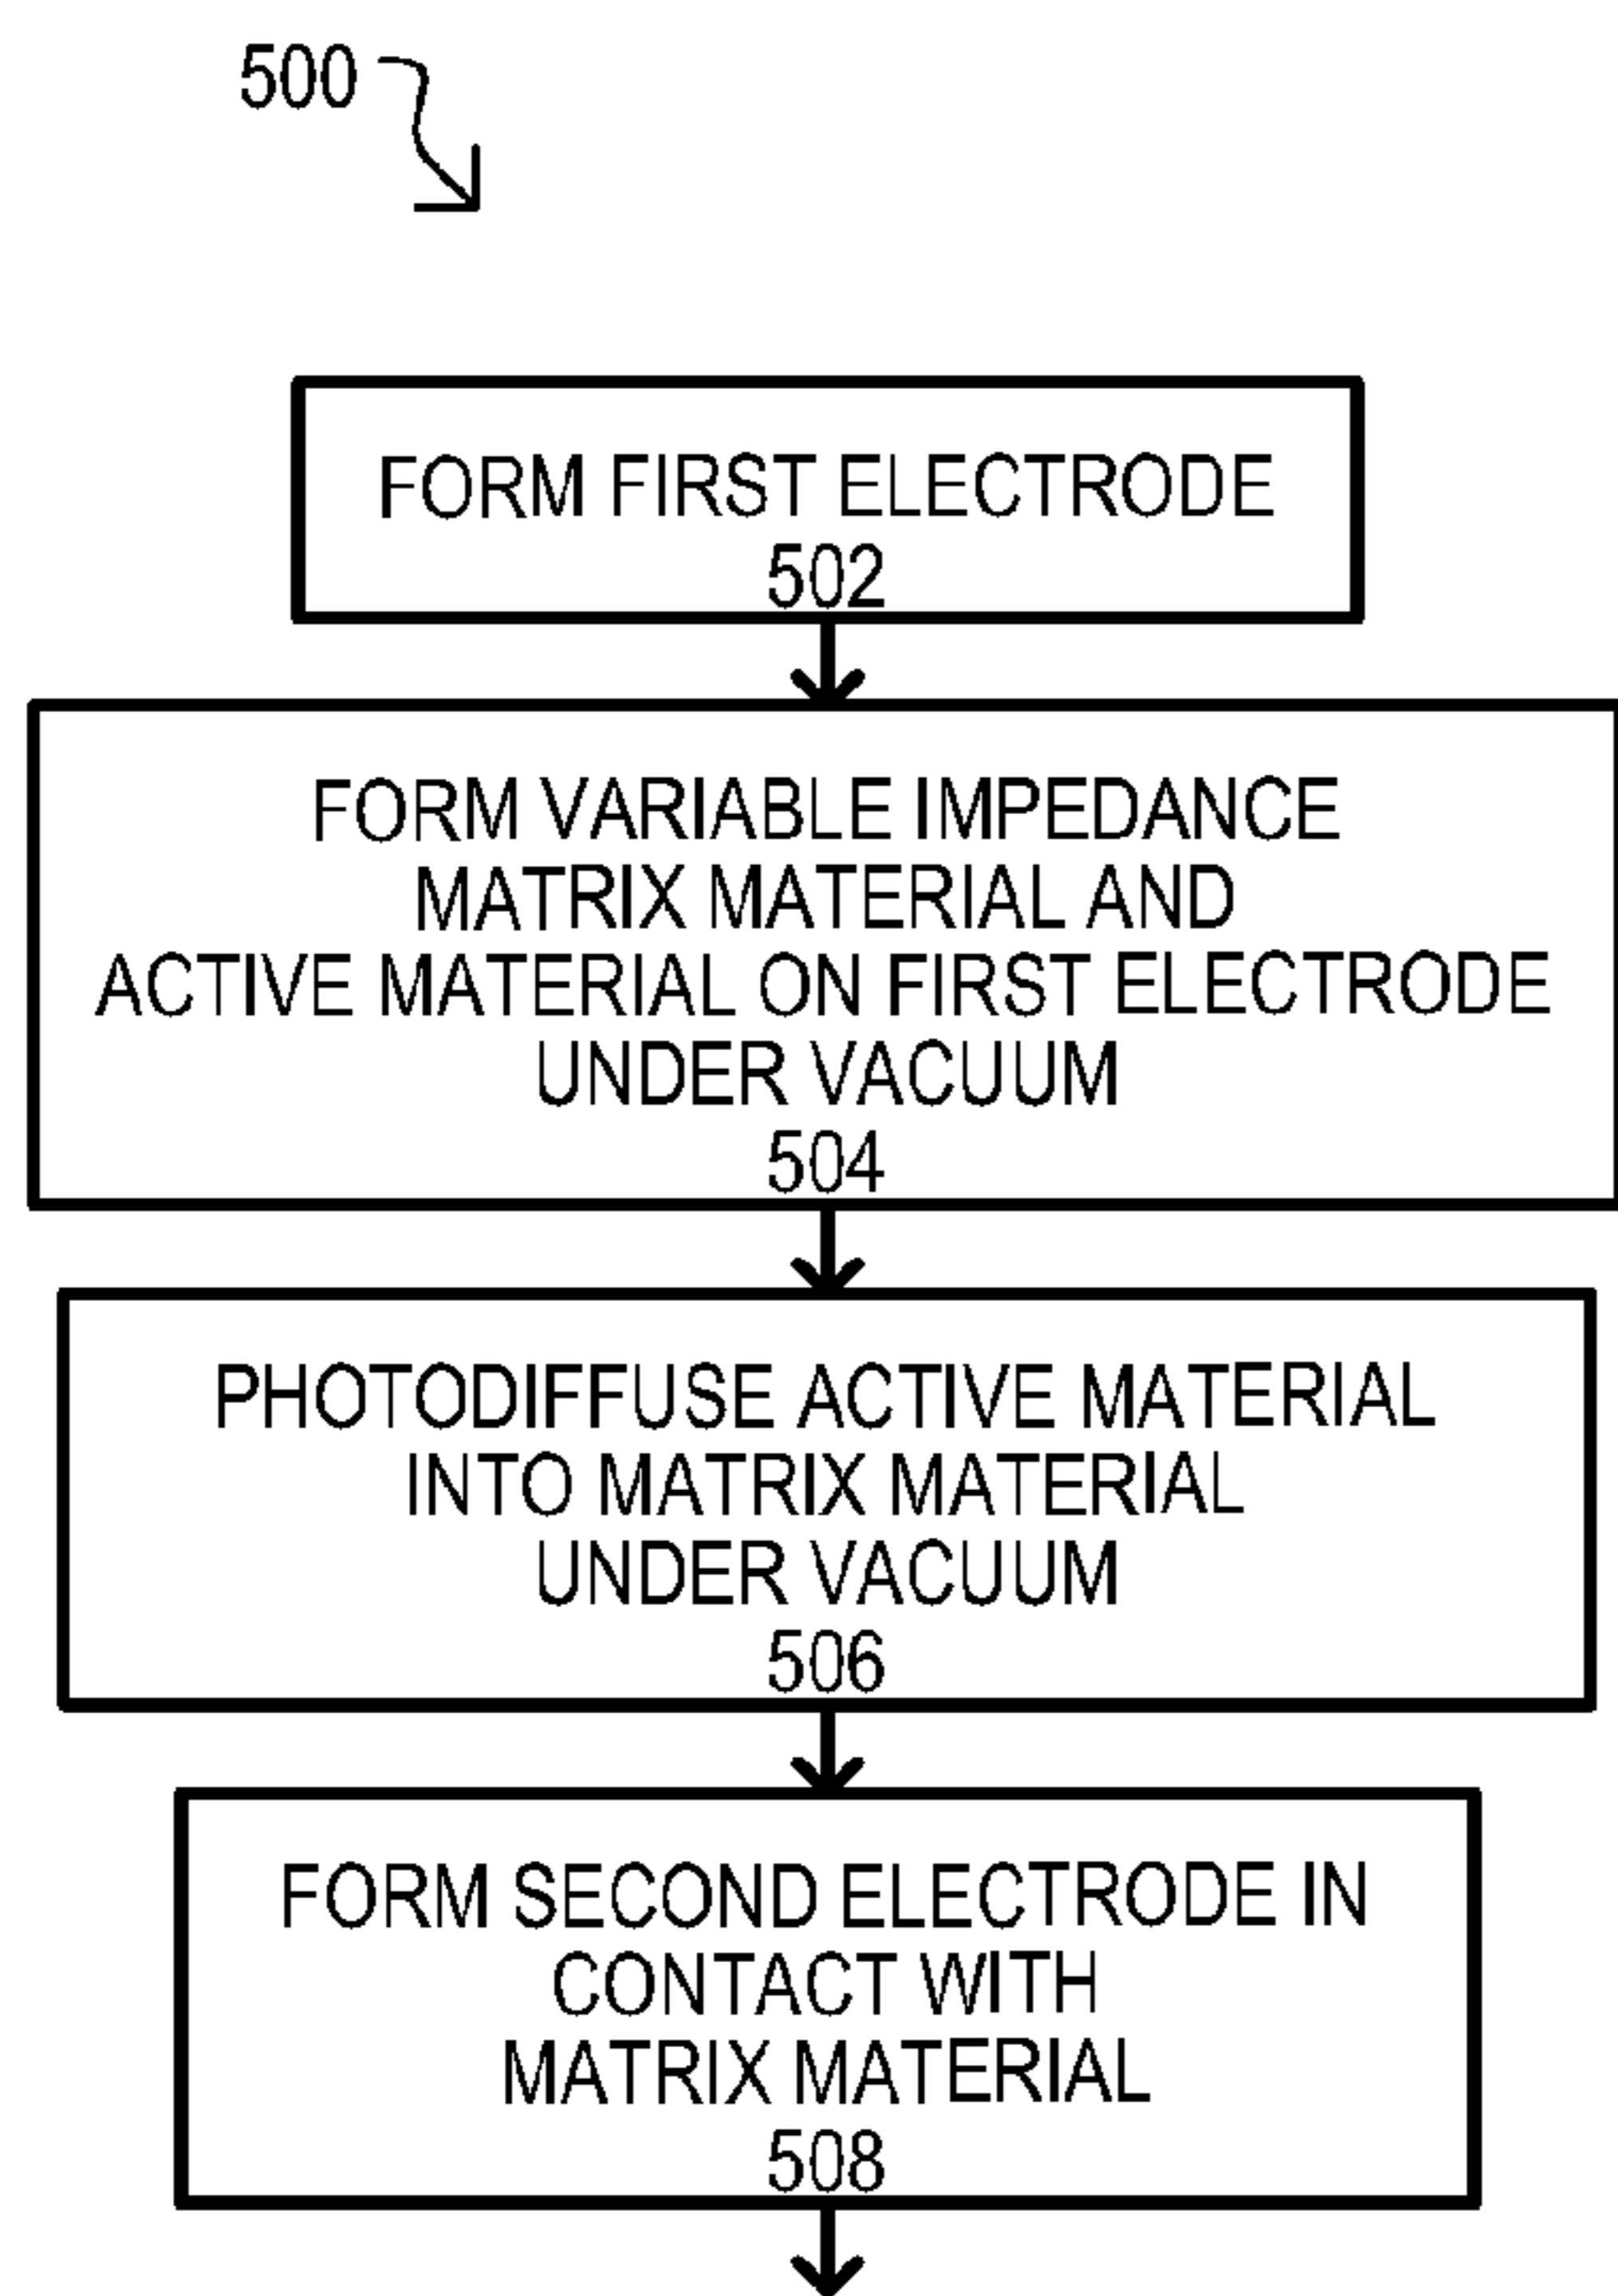 500
FORM FIRST ELECTRODE
502
FORM VARIABLE IMPEDANCE
MATRIX MATERIAL AND
ACTIVE MATERIAL ON FIRST ELECTRODE
UNDER VACUUM
504
PHOTODIFFUSE ACTIVE MATERIAL
INTO MATRIX MATERIAL
UNDER VACUUM
506
FORM SECOND ELECTRODE IN
CONTACT WITH
MATRIX MATERIAL
508